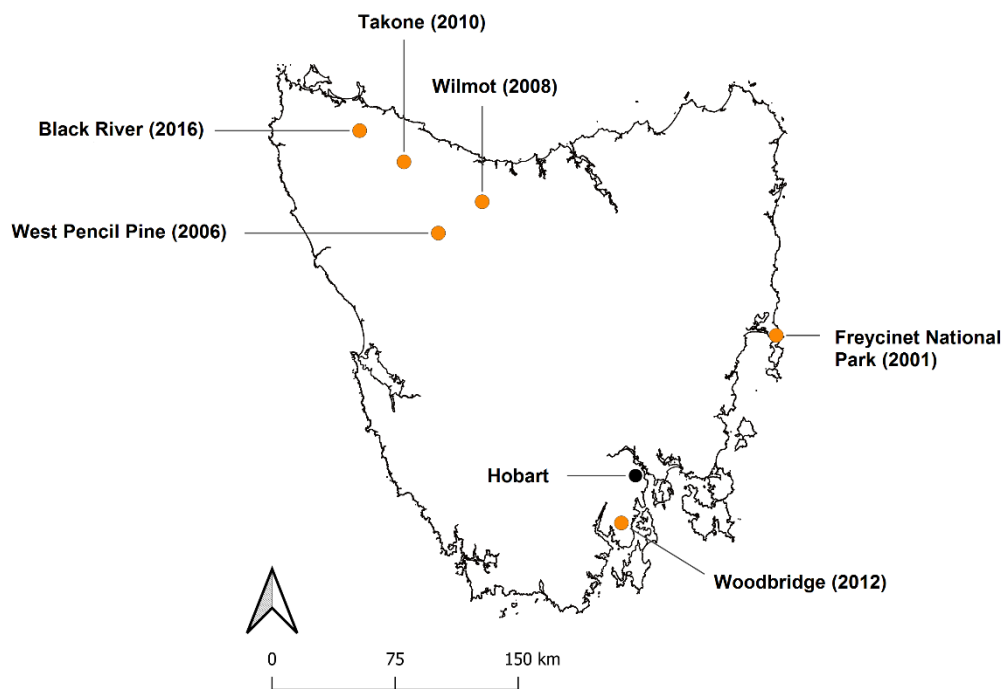 Takone (2010)
Wilmot (2008)
Black River (2016)
West Pencil Pine (2006)
Freycinet National
Park (2001)
Hobart
Woodbridge (2012)
0 75 150 km